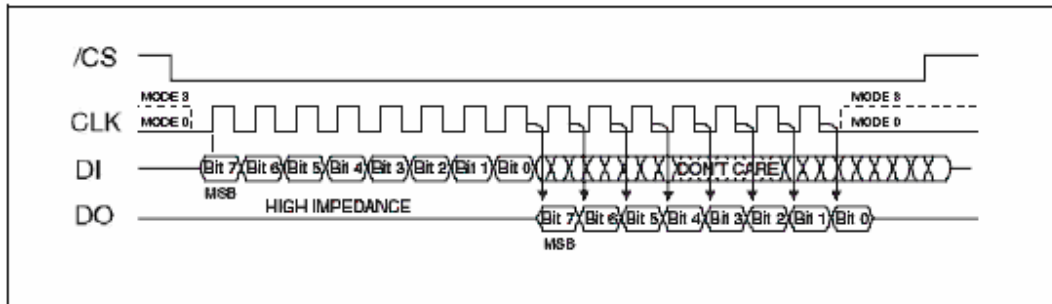 /CS
MODE 3 MODE 3
CLK MODE 0 MODE 0
DI Bit 7 Bit 6 Bit 5 Bit 4 Bit 3 Bit 2 Bit 1 Bit 0 DON'T CARE
MSB
HIGH IMPEDANCE
DO Bit 7 Bit 6 Bit 5 Bit 4 Bit 3 Bit 2 Bit 1 Bit 0
MSB